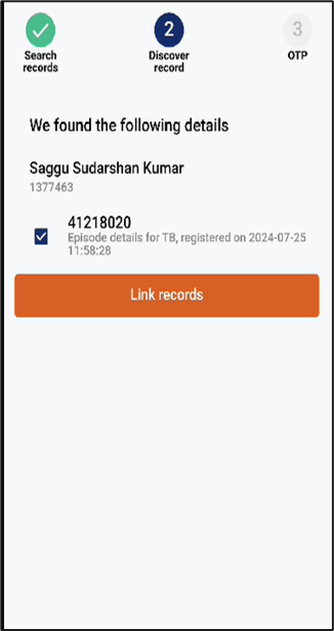 2
3
Search
records
Discover
record
OTP
We found the following details
Saggu Sudarshan Kumar
1377463
41218020
Episode details for TB, registered on 2024-07-25
11:58:28
Link records